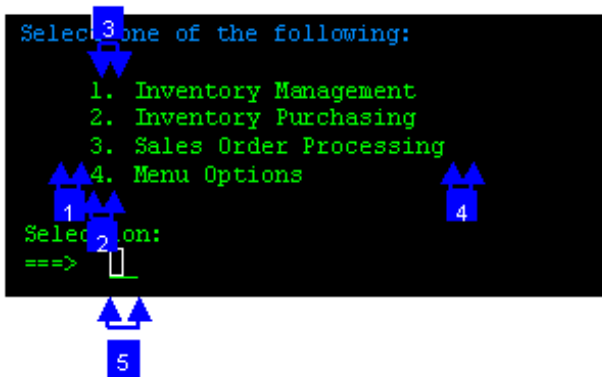 3
Select one of the following:
1. Inventory Management
2. Inventory Purchasing
3. Sales Order Processing
4. Menu Options
1
4
2
Selection:
===>
5